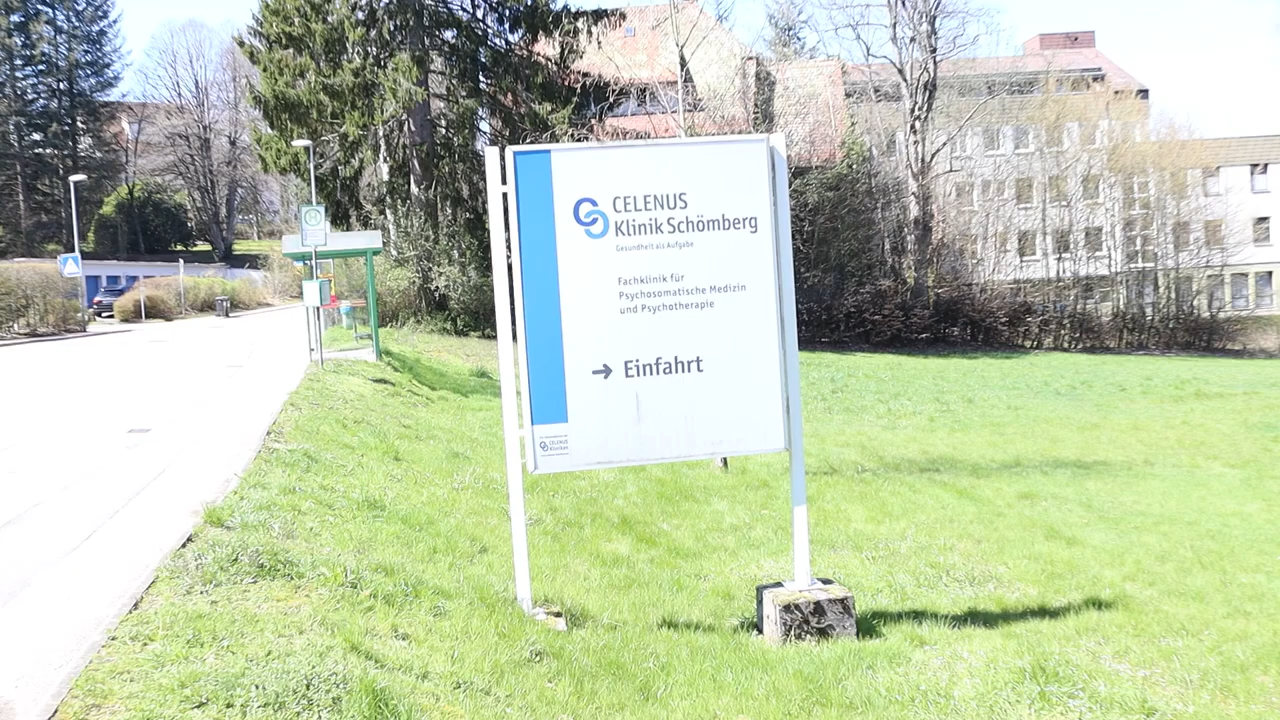 CELENUS
Klinik Schömberg
Gesundheit als Aufgabe
Fachklinik für
Psychosomatische Medizin
und Psychotherapie
→ Einfahrt
CELENUS
Kliniken
H